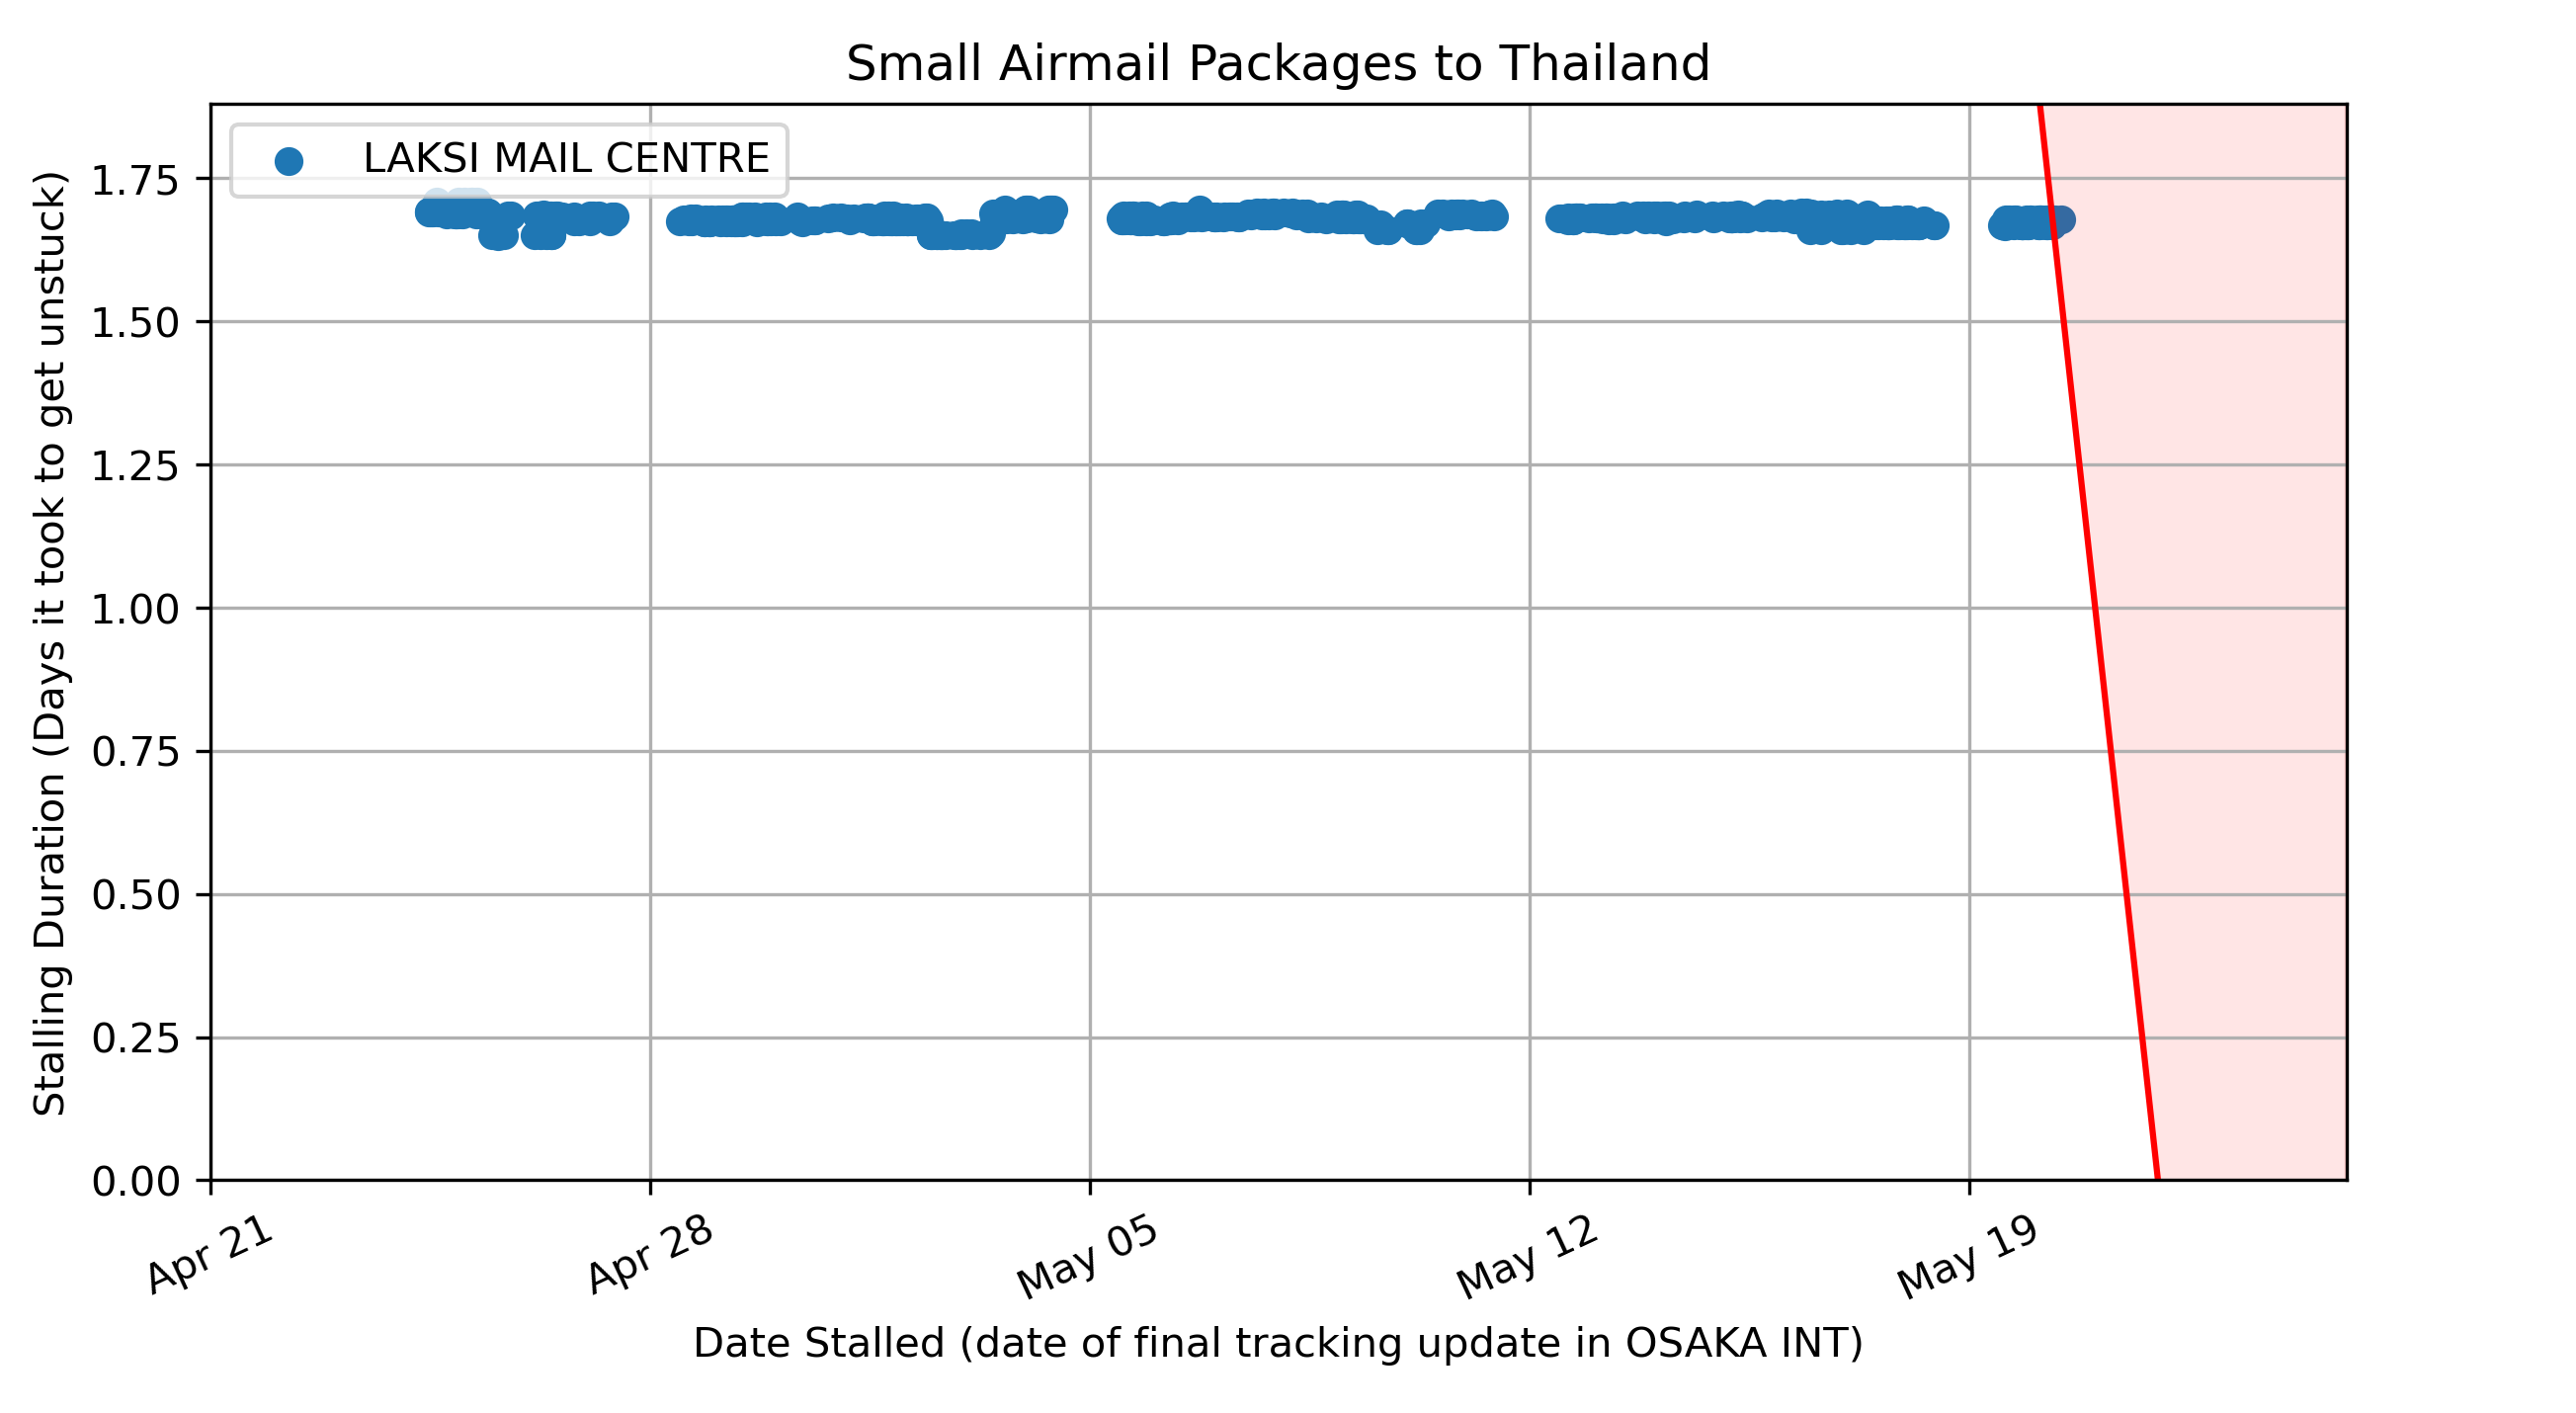 Small Airmail Packages to Thailand
LAKSI MAIL CENTRE
Stalling Duration (Days it took to get unstuck)
1.75
1.50
1.25
1.00
0.75
0.50
0.25
0.00
Apr 21
Apr 28
May 05
May 12
May 19
Date Stalled (date of final tracking update in OSAKA INT)